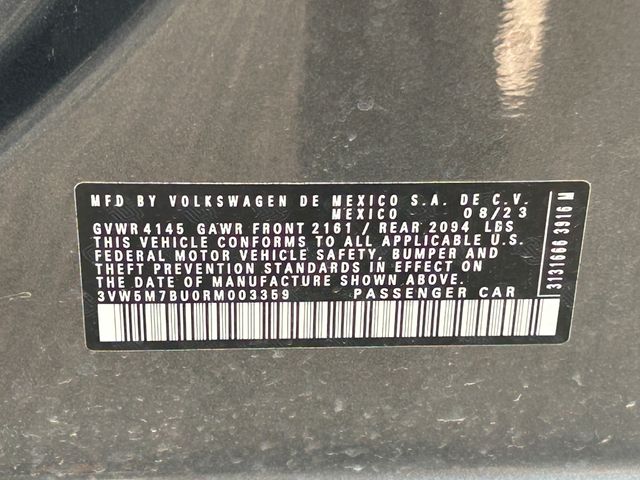 MFD BY VOLKSWAGEN DE MEXICO S.A. DE C.V.
MEXICO 08/23
GVWR 4145 GAWR FRONT 2161 / REAR 2094 LBS
THIS VEHICLE CONFORMS TO ALL APPLICABLE U.S.
FEDERAL MOTOR VEHICLE SAFETY, BUMPER AND
THEFT PREVENTION STANDARDS IN EFFECT ON
THE DATE OF MANUFACTURE SHOWN ABOVE.
3VW5M7BU0RM003359 PASSENGER CAR
3131666 3916 M